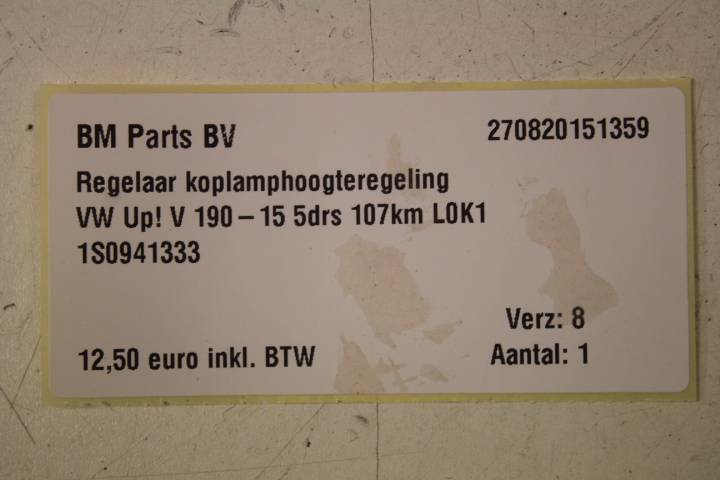 BM Parts BV 270820151359
Regelaar koplamphoogteregeling
VW Up! V 190 – 15 5drs 107km L0K1
1S0941333
Verz: 8
12,50 euro inkl. BTW Aantal: 1